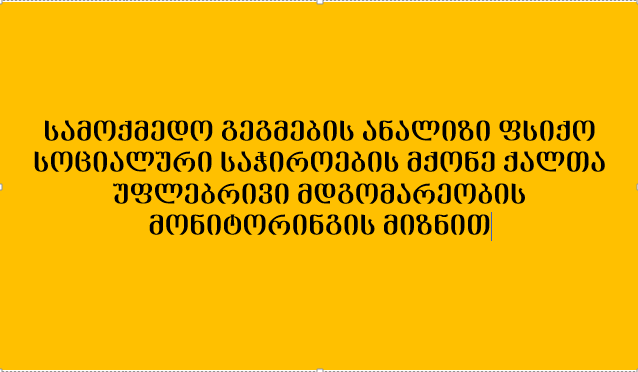 სამოქმედო გეგმების ანალიზი ფსიქო
სოციალური საჭიროების მქონე ქალთა
უფლებრივი მდგომარეობის
მონიტორინგის მიზნით